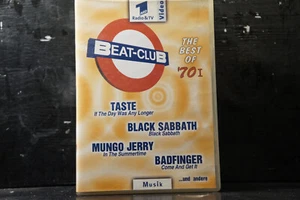 1
Radio & TV
Video
BEAT-CLUB
THE
BEST
OF
'70 I
TASTE
If The Day Was Any Longer
BLACK SABBATH
Black Sabbath
MUNGO JERRY
In The Summertime
BADFINGER
Come And Get It
...und andere
Musik